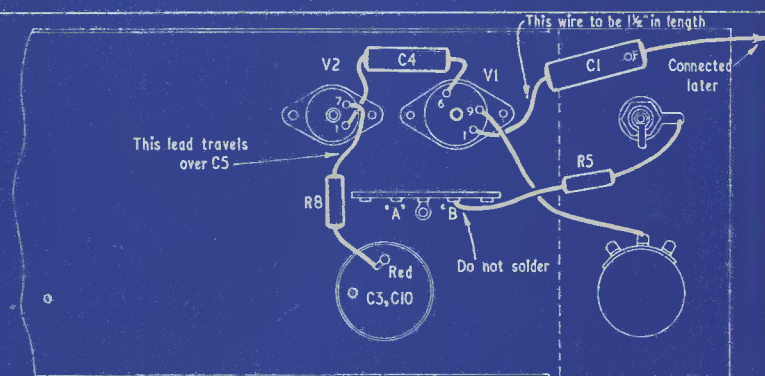 This wire to be 1½" in length
V2
C4
V1
C1
OF
Connected
later
7
1
6
9
1
This lead travels
over C5
R5
R8
'A'
'B'
Do not solder
Red
C3,C10